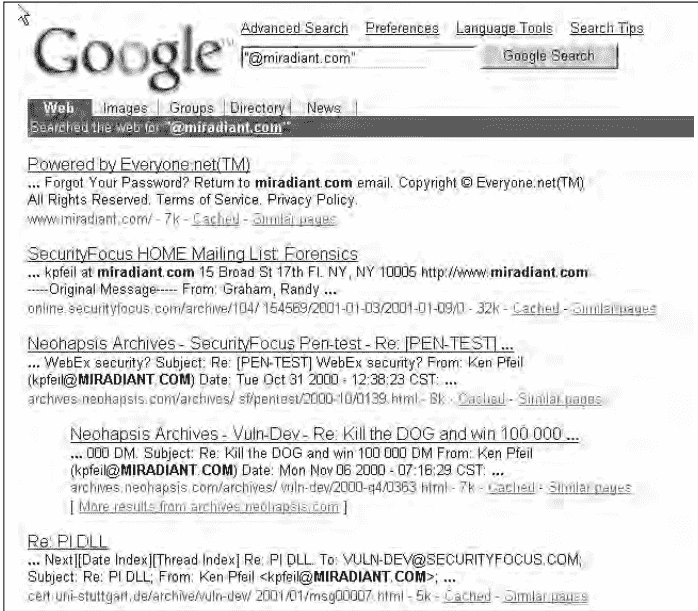 Google™
Advanced Search Preferences Language Tools Search Tips
"@miradiant.com" Google Search
Web Images Groups Directory News
Searched the web for "@miradiant.com"
Powered by Everyone.net(TM)
... Forgot Your Password? Return to miradiant.com email. Copyright © Everyone.net(TM)
All Rights Reserved. Terms of Service. Privacy Policy.
www.miradiant.com/ - 7k - Cached - Similar pages
SecurityFocus HOME Mailing List: Forensics
... kpfeil at miradiant.com 15 Broad St 17th Fl. NY, NY 10005 http://www.miradiant.com
-----Original Message----- From: Graham, Randy ...
online.securityfocus.com/archive/104/ 154569/2001-01-03/2001-01-09/0 - 32k - Cached - Similar pages
Neohapsis Archives - SecurityFocus Pen-test - Re: [PEN-TEST] ...
... WebEx security? Subject: Re: [PEN-TEST] WebEx security? From: Ken Pfeil
(kpfeil@MIRADIANT.COM) Date: Tue Oct 31 2000 - 12:38:23 CST: ...
archives.neohapsis.com/archives/ sf/pentest/2000-10/0139.html - 8k - Cached - Similar pages
Neohapsis Archives - Vuln-Dev - Re: Kill the DOG and win 100 000 ...
... 000 DM. Subject: Re: Kill the DOG and win 100 000 DM From: Ken Pfeil
(kpfeil@MIRADIANT.COM) Date: Mon Nov 06 2000 - 07:16:29 CST: ...
archives.neohapsis.com/archives/ vuln-dev/2000-q4/0363.html - 7k - Cached - Similar pages
[ More results from archives.neohapsis.com ]
Re: PI DLL
... Next][Date Index][Thread Index] Re: PI DLL. To: VULN-DEV@SECURITYFOCUS.COM;
Subject: Re: PI DLL; From: Ken Pfeil <kpfeil@MIRADIANT.COM>; ...
cert.uni-stuttgart.de/archive/vuln-dev/ 2001/01/msg00007.html - 5k - Cached - Similar pages